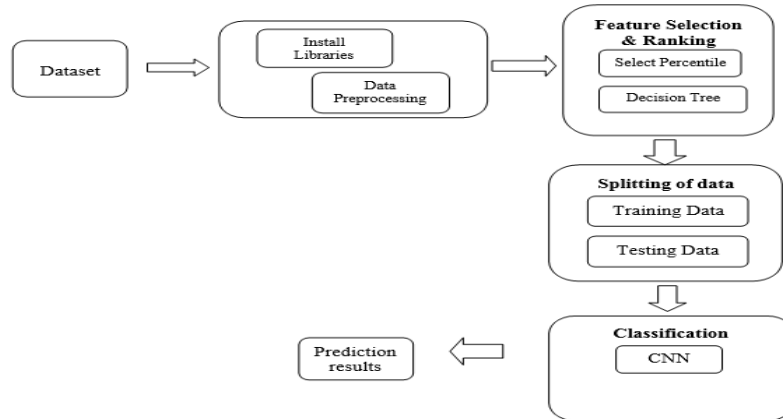 Dataset
Install
Libraries
Data
Preprocessing
Feature Selection
& Ranking
Select Percentile
Decision Tree
Splitting of data
Training Data
Testing Data
Classification
CNN
Prediction
results